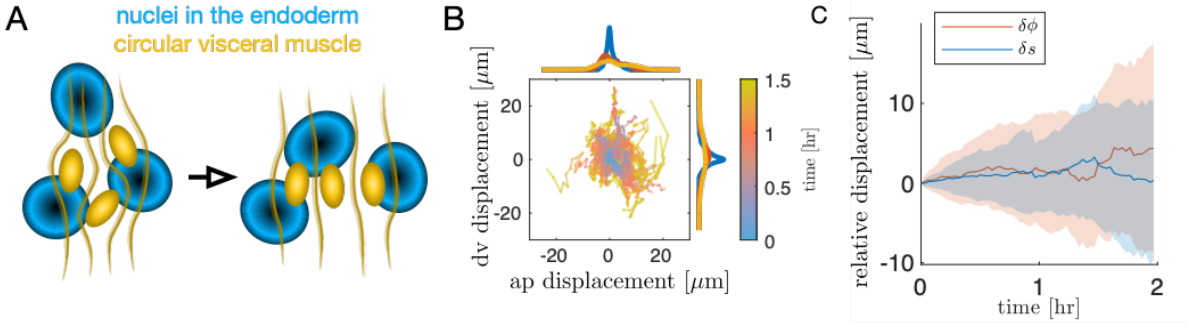 A
nuclei in the endoderm
circular visceral muscle
B
dv displacement [μm]
20
0
-20
-20
0
20
ap displacement [μm]
1.5
1
0.5
0
time [hr]
C
δϕ
δs
relative displacement [μm]
10
0
-10
0
1
2
time [hr]